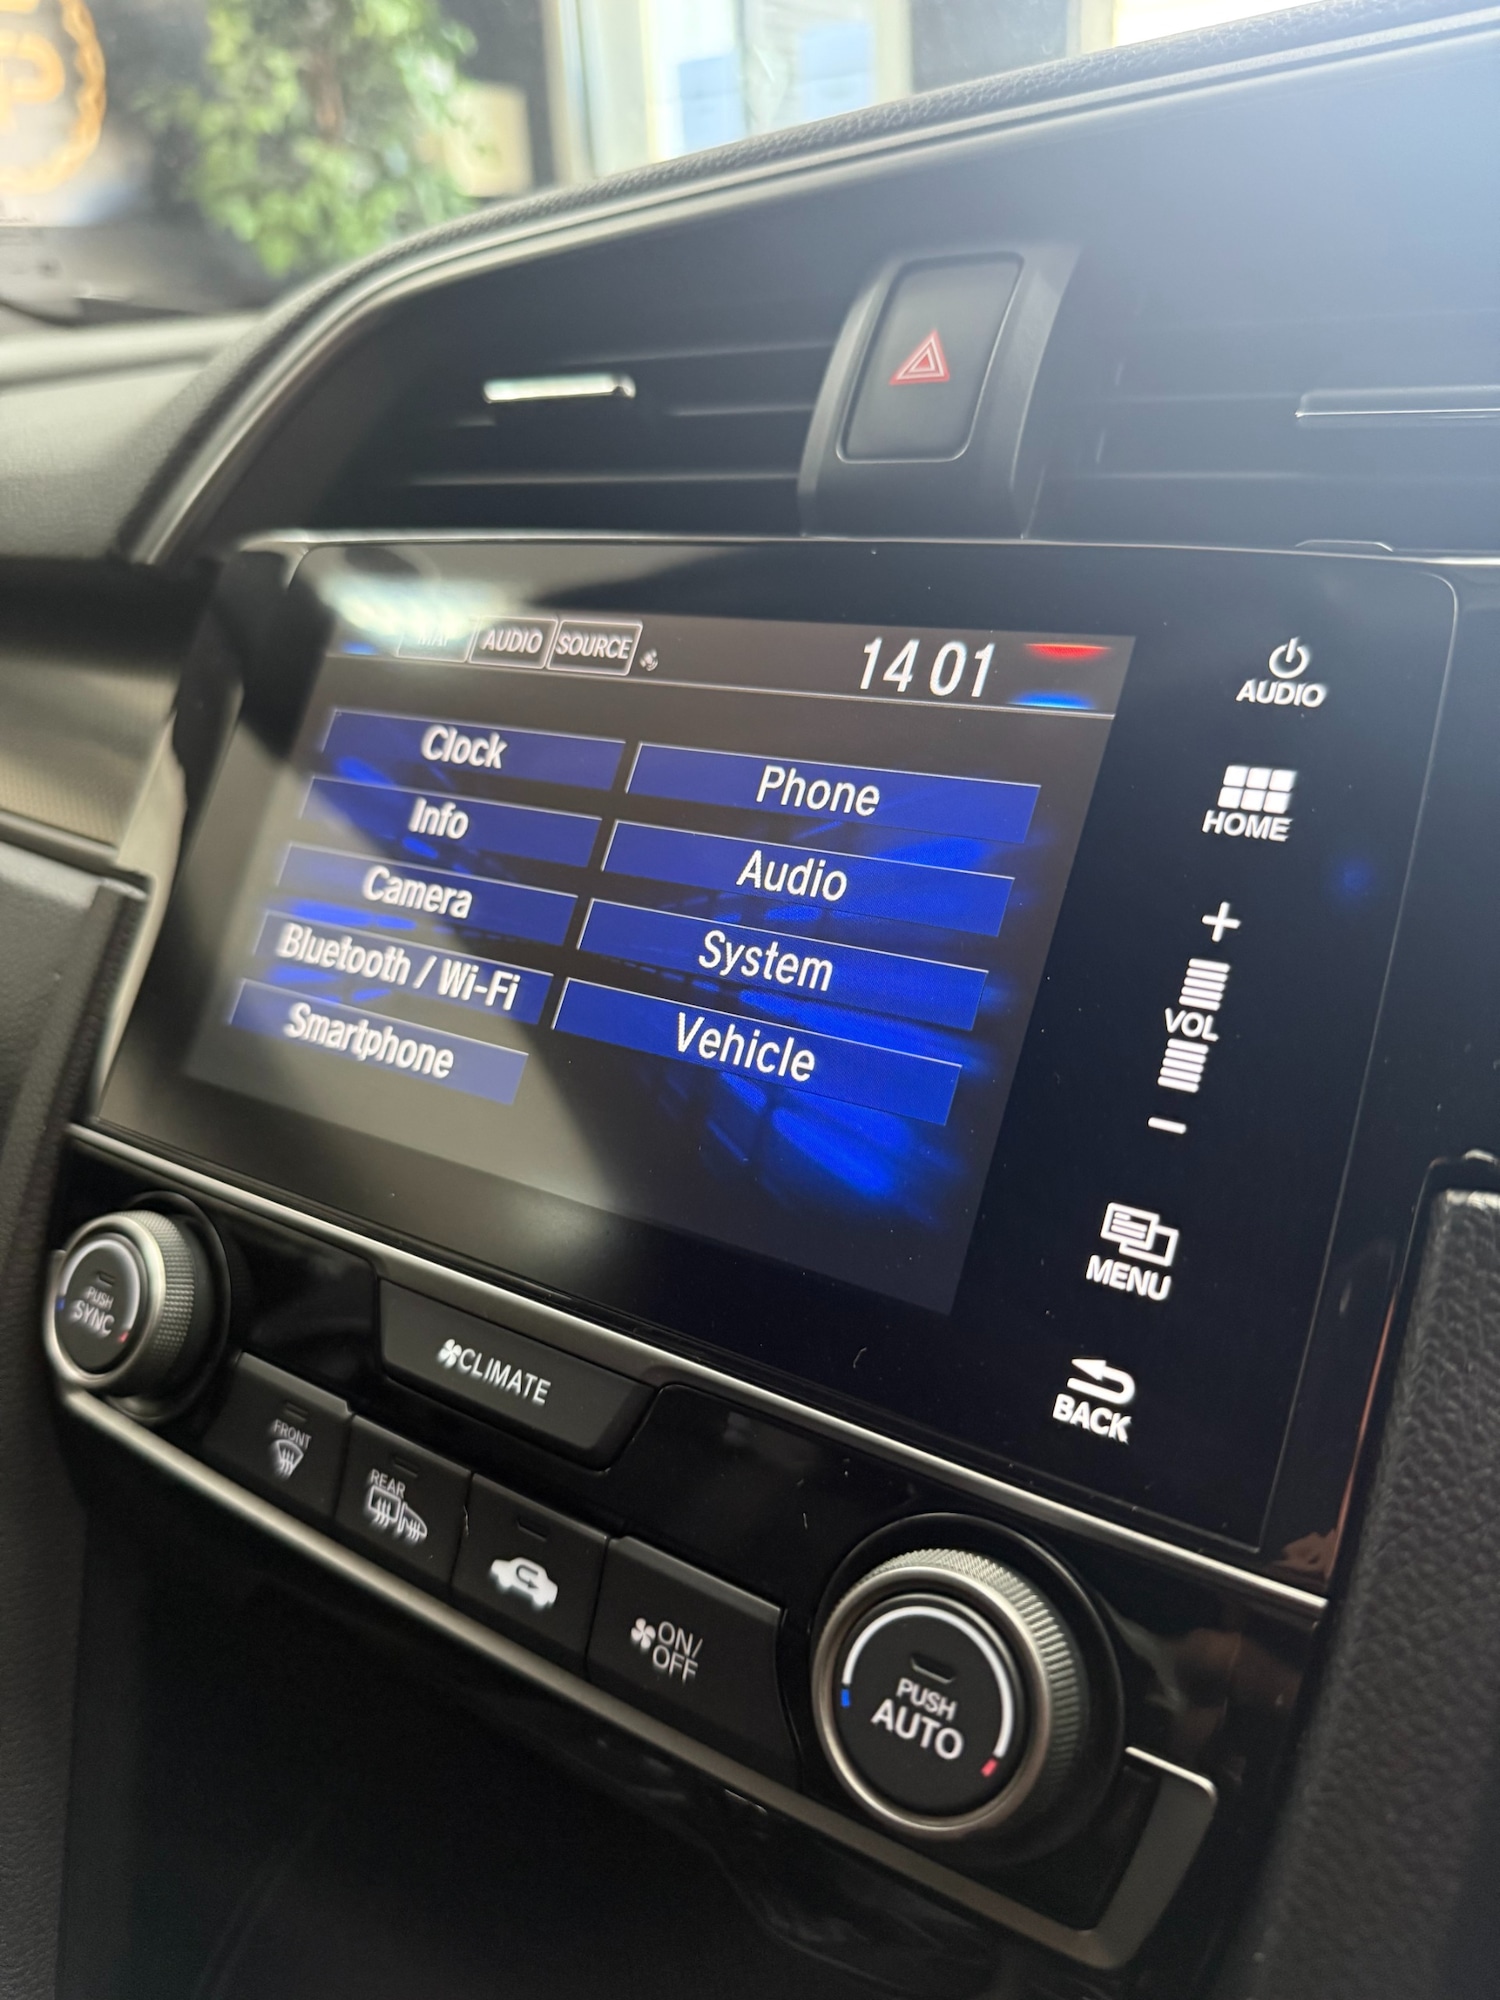 MAP
AUDIO
SOURCE
14 01
Clock
Phone
Info
Audio
Camera
System
Bluetooth / Wi-Fi
Vehicle
Smartphone
AUDIO
HOME
+
VOL
-
MENU
BACK
PUSH
SYNC
CLIMATE
FRONT
REAR
ON/
OFF
PUSH
AUTO